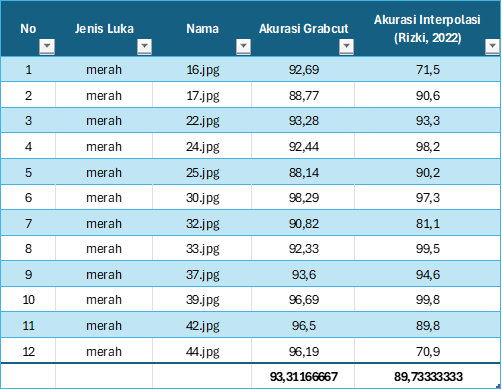 No Jenis Luka Nama Akurasi Grabcut Akurasi Interpolasi (Rizki, 2022)
1 merah 16.jpg 92,69 71,5
2 merah 17.jpg 88,77 90,6
3 merah 22.jpg 93,28 93,3
4 merah 24.jpg 92,44 98,2
5 merah 25.jpg 88,14 90,2
6 merah 30.jpg 98,29 97,3
7 merah 32.jpg 90,82 81,1
8 merah 33.jpg 92,33 99,5
9 merah 37.jpg 93,6 94,6
10 merah 39.jpg 96,69 99,8
11 merah 42.jpg 96,5 89,8
12 merah 44.jpg 96,19 70,9
93,31166667 89,73333333